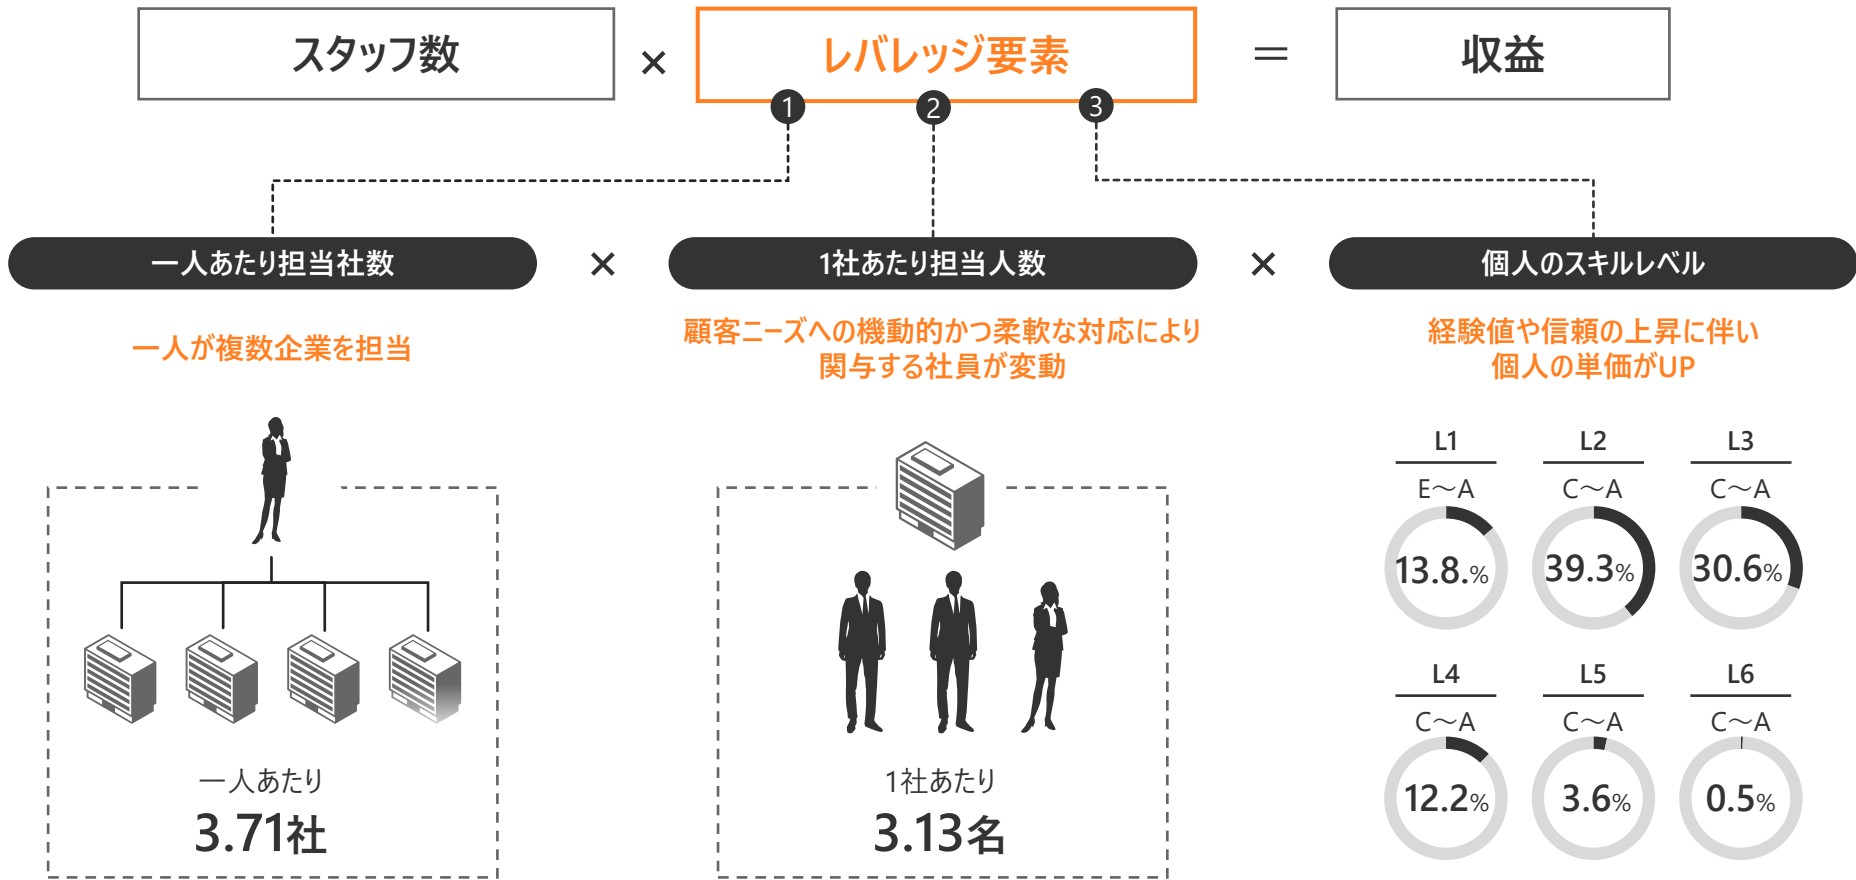 スタッフ数 × レバレッジ要素 ＝ 収益
1 2 3
一人あたり担当社数 × 1社あたり担当人数 × 個人のスキルレベル
一人が複数企業を担当
顧客ニーズへの機動的かつ柔軟な対応により
関与する社員が変動
経験値や信頼の上昇に伴い
個人の単価がUP
一人あたり
3.71社
1社あたり
3.13名
L1 L2 L3
E～A C～A C～A
13.8.% 39.3% 30.6%
L4 L5 L6
C～A C～A C～A
12.2% 3.6% 0.5%